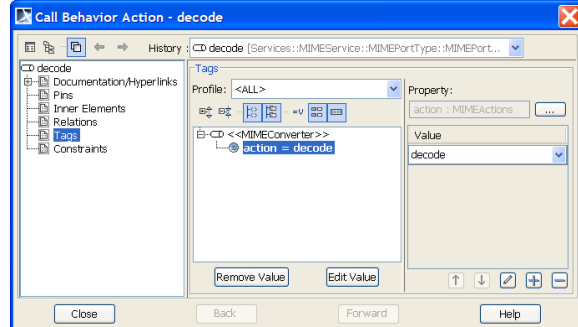 Call Behavior Action - decode
History : decode [Services::MIMEService::MIMEPortType::MIMEPort...
decode
Documentation/Hyperlinks
Pins
Inner Elements
Relations
Tags
Constraints
Tags
Profile: <ALL>
<<MIMEConverter>>
action = decode
Remove Value Edit Value
Property:
action : MIMEActions ...
Value
decode
Close Back Forward Help